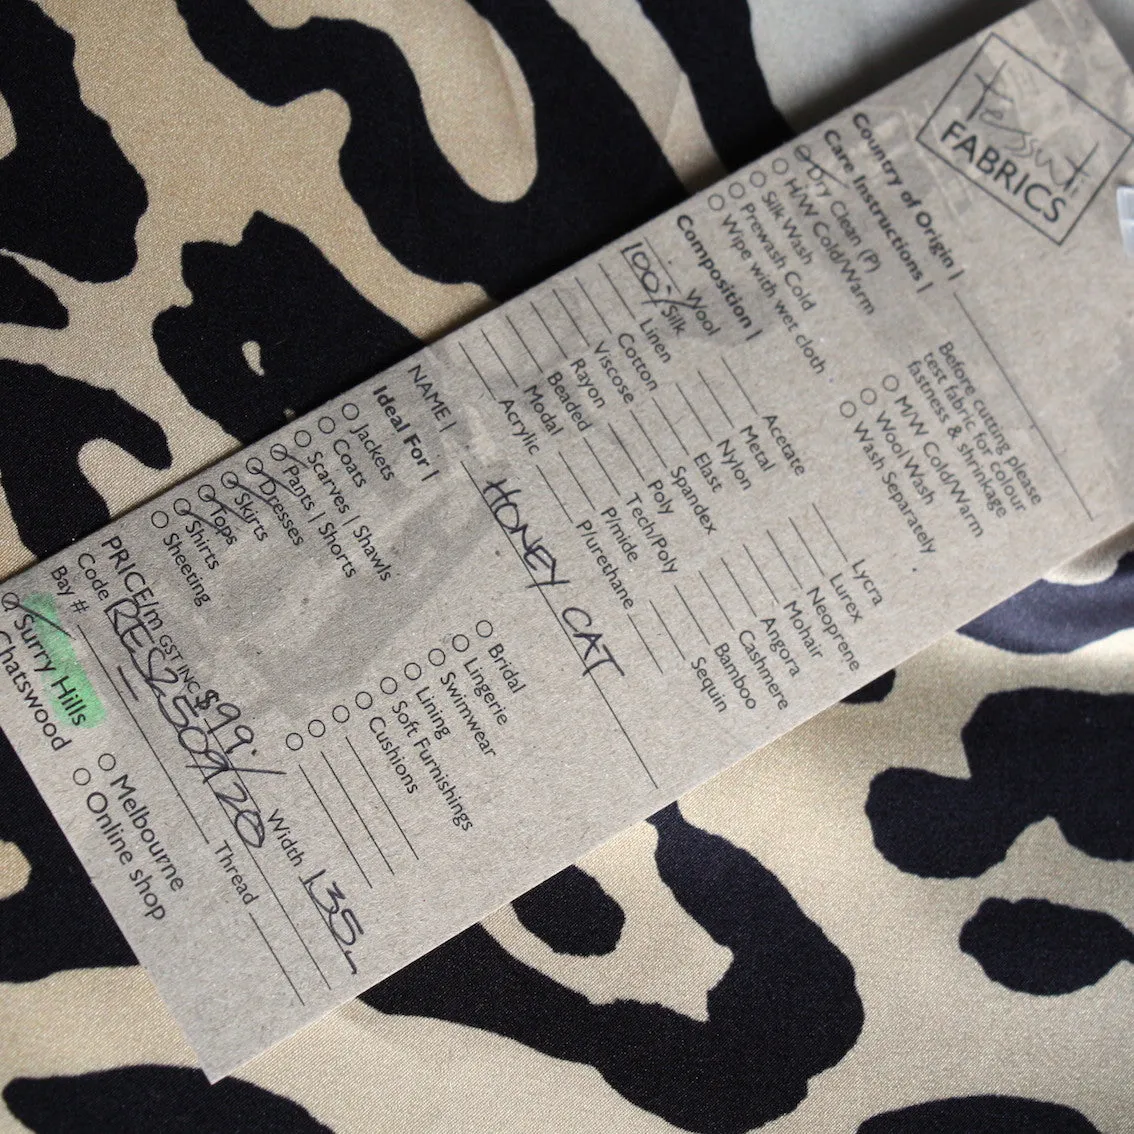 Tessuti
FABRICS
Country of Origin |
Care Instructions |
Dry Clean (P)
H/W Cold/Warm
Silk Wash
Prewash Cold
Wipe with wet cloth
Before cutting please
test fabric for colour
fastness & shrinkage
M/W Cold/Warm
Wool Wash
Wash Separately
Composition |
Wool
100% Silk
Linen
Cotton
Viscose
Rayon
Beaded
Modal
Acrylic
Acetate
Metal
Nylon
Elast
Spandex
Poly
Tech/Poly
P/mide
P/urethane
Lycra
Lurex
Neoprene
Mohair
Angora
Cashmere
Bamboo
Sequin
NAME | HONEY CAT
Ideal For |
Jackets
Coats
Scarves | Shawls
Pants | Shorts
Dresses
Skirts
Tops
Shirts
Sheeting
Bridal
Lingerie
Swimwear
Lining
Soft Furnishings
Cushions
PRICE/m GST INC $99.- Width 135
Code RES2509/20
Bay # Thread
Surry Hills
Chatswood
Melbourne
Online shop